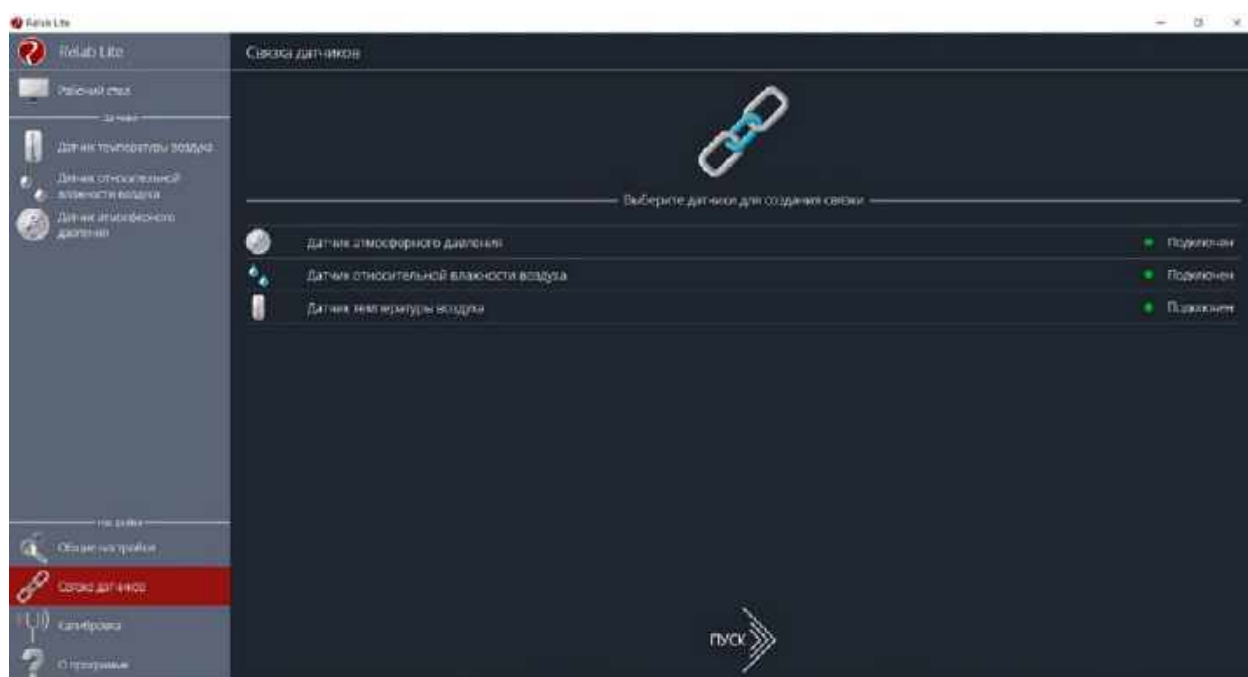 Relab Lite
Relab Lite
Связка датчиков
Рабочий стол
Датчики
Датчик температуры воздуха
Датчик относительной
влажности воздуха
Датчик атмосферного
давления
Выберите датчики для создания связки
Датчик атмосферного давления
Подключен
Датчик относительной влажности воздуха
Подключен
Датчик температуры воздуха
Подключен
Настройки
Общие настройки
Связка датчиков
Калибровка
О программе
ПУСК